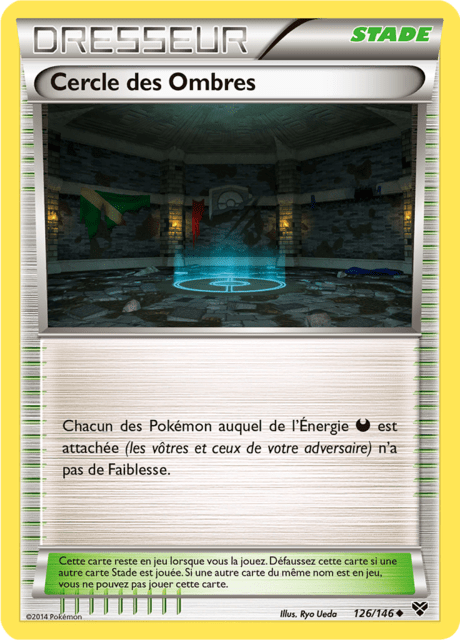 DRESSEUR
STADE
Cercle des Ombres
Chacun des Pokémon auquel de l'Énergie est
attachée (les vôtres et ceux de votre adversaire) n'a
pas de Faiblesse.
Cette carte reste en jeu lorsque vous la jouez. Défaussez cette carte si une
autre carte Stade est jouée. Si une autre carte du même nom est en jeu,
vous ne pouvez pas jouer cette carte.
©2014 Pokémon
Illus. Ryo Ueda
126/146
XY